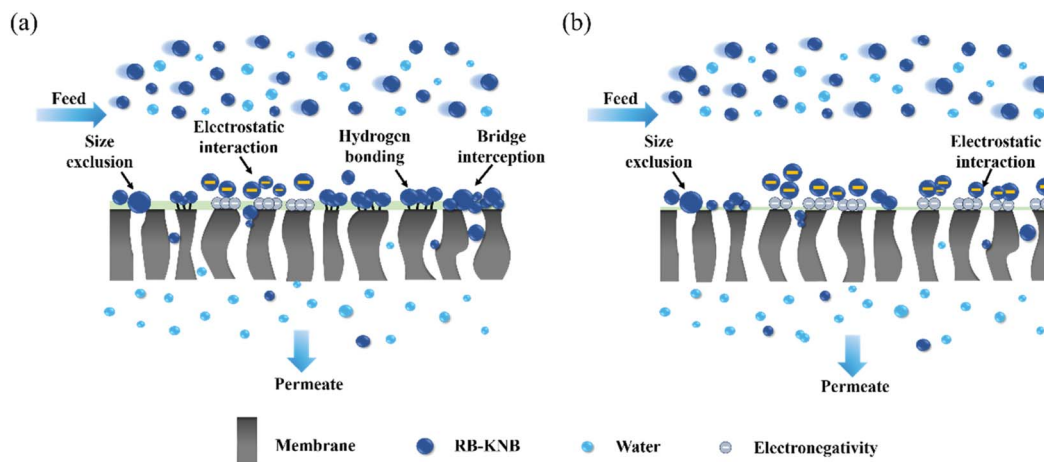 (a)
Feed
Size
exclusion
Electrostatic
interaction
Hydrogen
bonding
Bridge
interception
Permeate
(b)
Feed
Size
exclusion
Electrostatic
interaction
Permeate
Membrane
RB-KNB
Water
Electronegativity